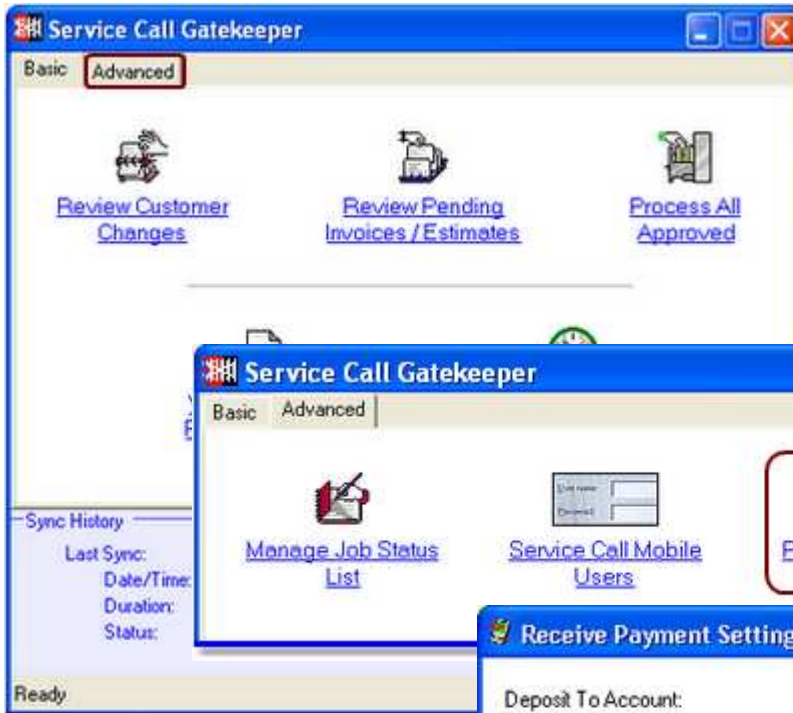 Service Call Gatekeeper
Basic Advanced
Review Customer
Changes
Review Pending
Invoices / Estimates
Process All
Approved
Sync History
Last Sync:
Date/Time:
Duration:
Status:
Ready
Service Call Gatekeeper
Basic Advanced
Manage Job Status
List
Service Call Mobile
Users
Receive Payment Setting
Deposit To Account: